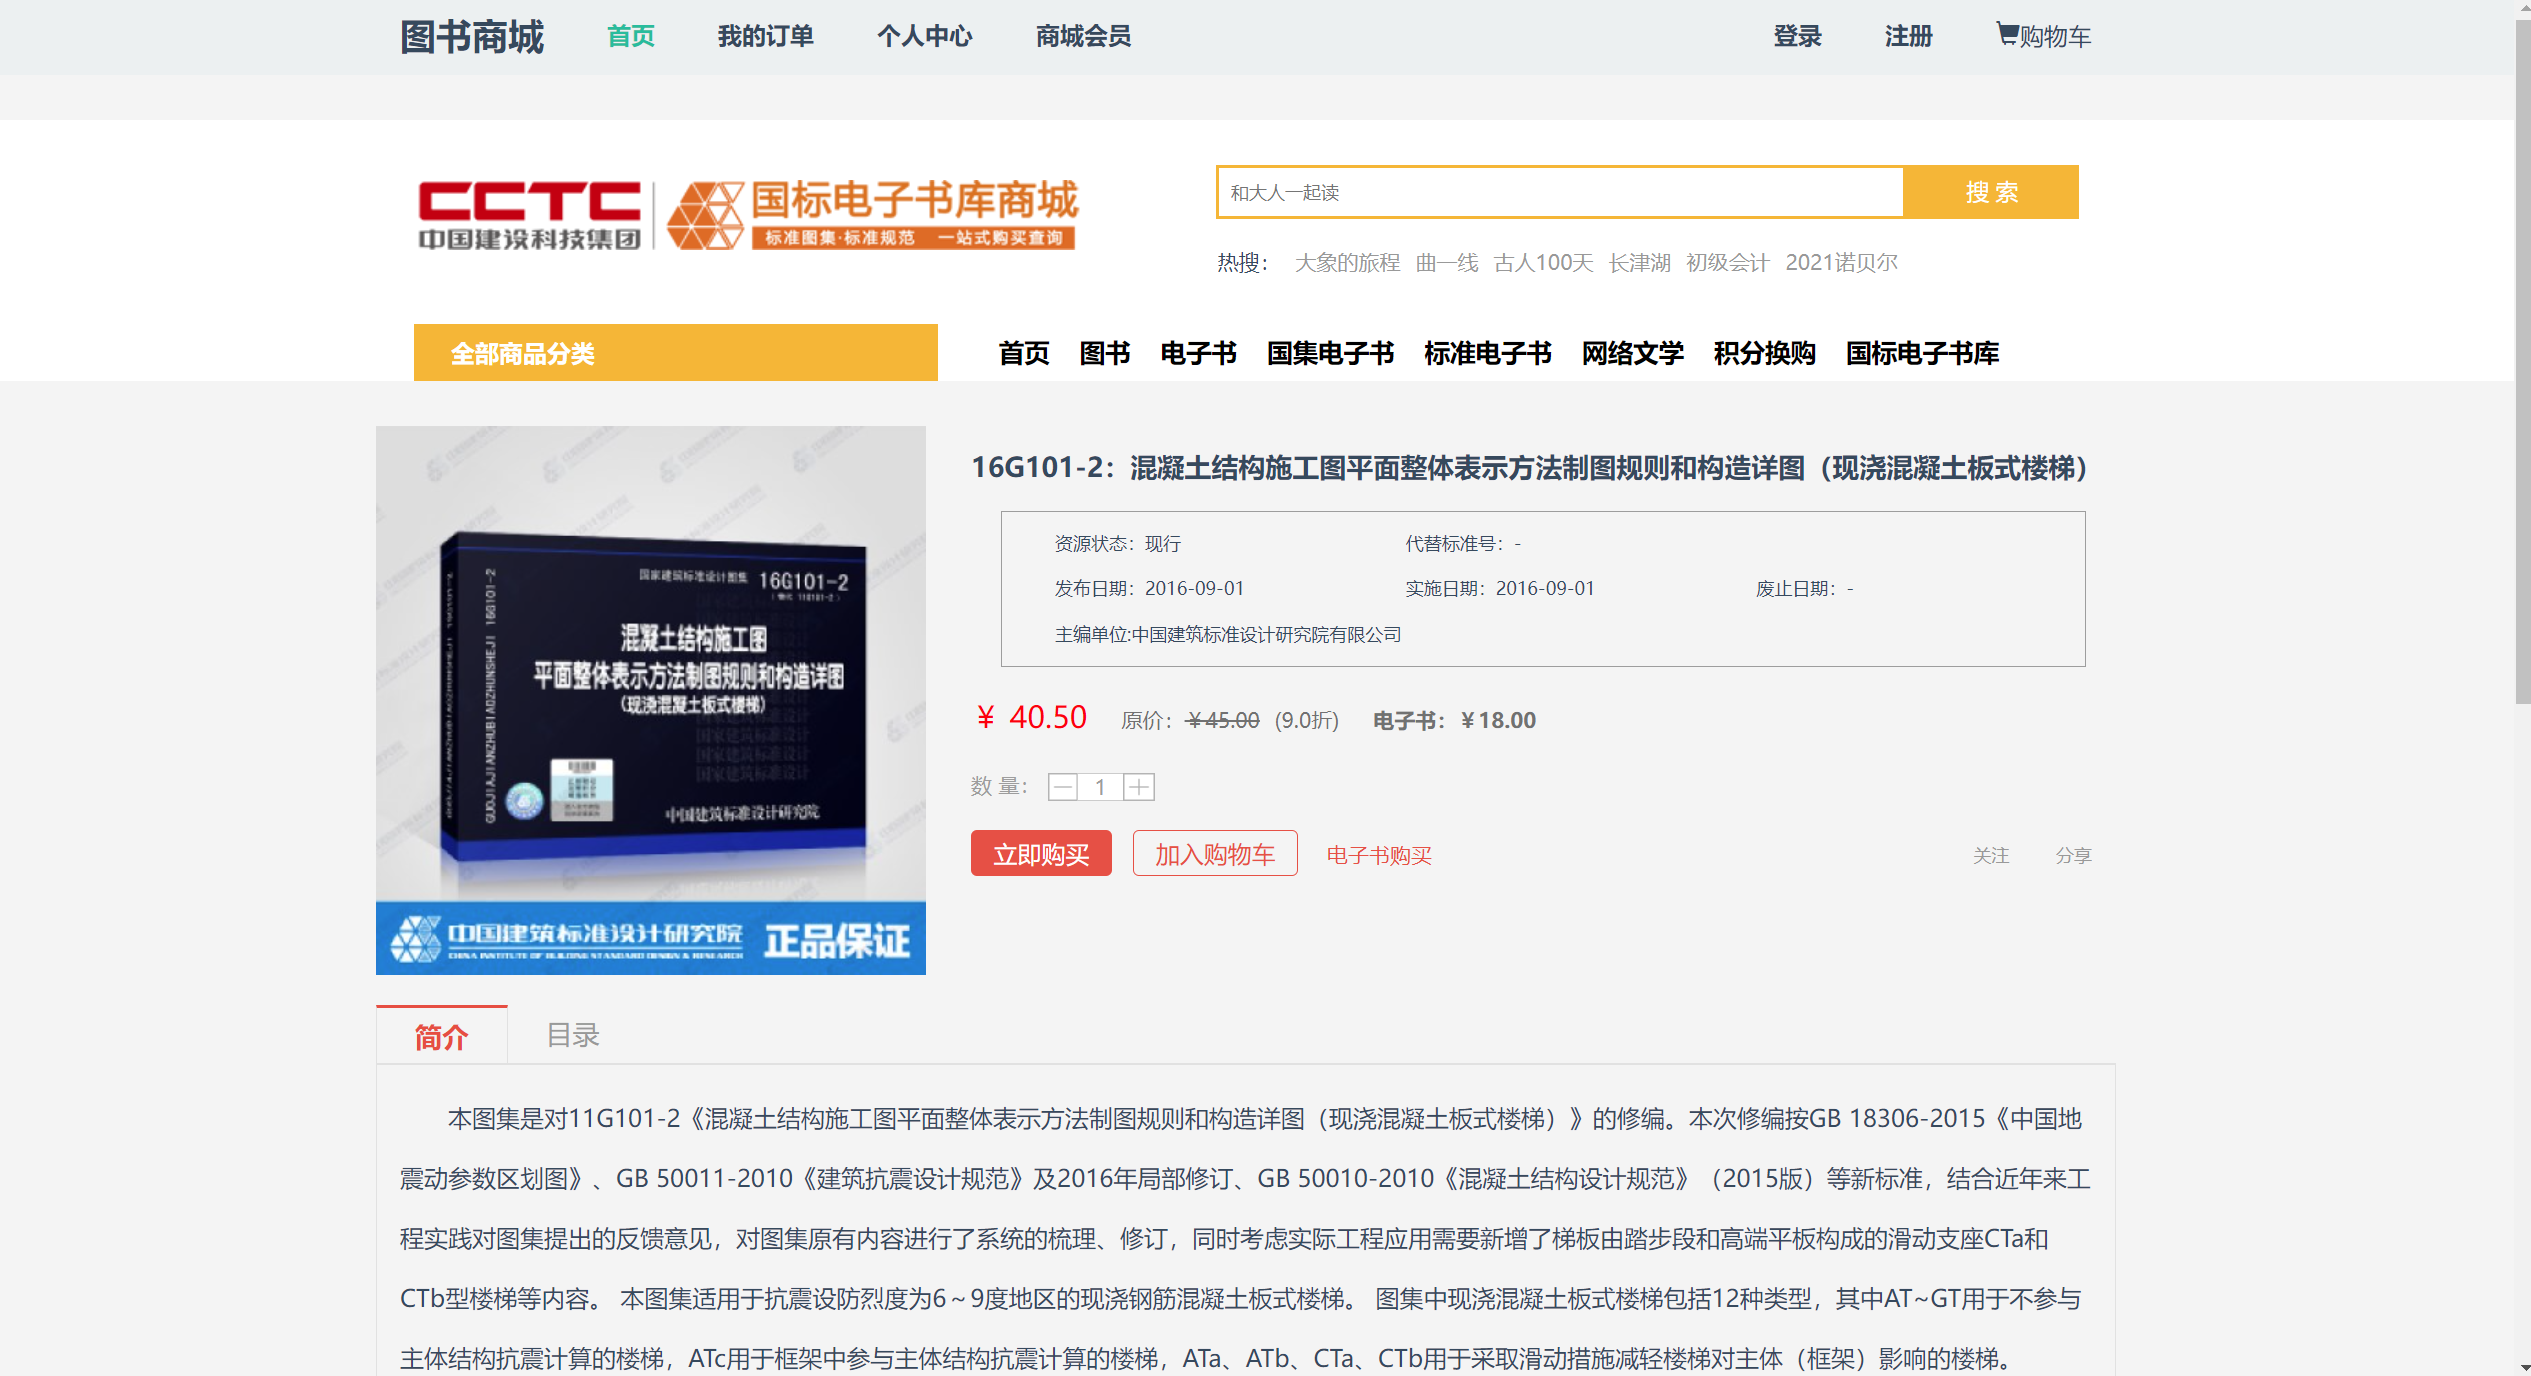 图书商城 首页 我的订单 个人中心 商城会员 登录 注册 购物车
CCTC 中国建设科技集团 国标电子书库商城
标准图集·标准规范 一站式购买查询
和大人一起读 搜 索
热搜： 大象的旅程 曲一线 古人100天 长津湖 初级会计 2021诺贝尔
全部商品分类 首页 图书 电子书 国集电子书 标准电子书 网络文学 积分换购 国标电子书库
国家建筑标准设计图集 16G101-2
混凝土结构施工图
平面整体表示方法制图规则和构造详图
（现浇混凝土板式楼梯）
GUOJIAJIANZHUBIAOZHUNSHEJI 16G101-2
中国建筑标准设计研究院
中国建筑标准设计研究院 正品保证
CHINA INSTITUTE OF BUILDING STANDARD DESIGN & RESEARCH
16G101-2：混凝土结构施工图平面整体表示方法制图规则和构造详图（现浇混凝土板式楼梯）
资源状态：现行 代替标准号：-
发布日期：2016-09-01 实施日期：2016-09-01 废止日期：-
主编单位:中国建筑标准设计研究院有限公司
¥ 40.50 原价：¥45.00 (9.0折) 电子书：¥18.00
数 量： 1
立即购买 加入购物车 电子书购买 关注 分享
简介 目录
本图集是对11G101-2《混凝土结构施工图平面整体表示方法制图规则和构造详图（现浇混凝土板式楼梯）》的修编。本次修编按GB 18306-2015《中国地
震动参数区划图》、GB 50011-2010《建筑抗震设计规范》及2016年局部修订、GB 50010-2010《混凝土结构设计规范》（2015版）等新标准，结合近年来工
程实践对图集提出的反馈意见，对图集原有内容进行了系统的梳理、修订，同时考虑实际工程应用需要新增了梯板由踏步段和高端平板构成的滑动支座CTa和
CTb型楼梯等内容。 本图集适用于抗震设防烈度为6～9度地区的现浇钢筋混凝土板式楼梯。 图集中现浇混凝土板式楼梯包括12种类型，其中AT~GT用于不参与
主体结构抗震计算的楼梯，ATc用于框架中参与主体结构抗震计算的楼梯，ATa、ATb、CTa、CTb用于采取滑动措施减轻楼梯对主体（框架）影响的楼梯。